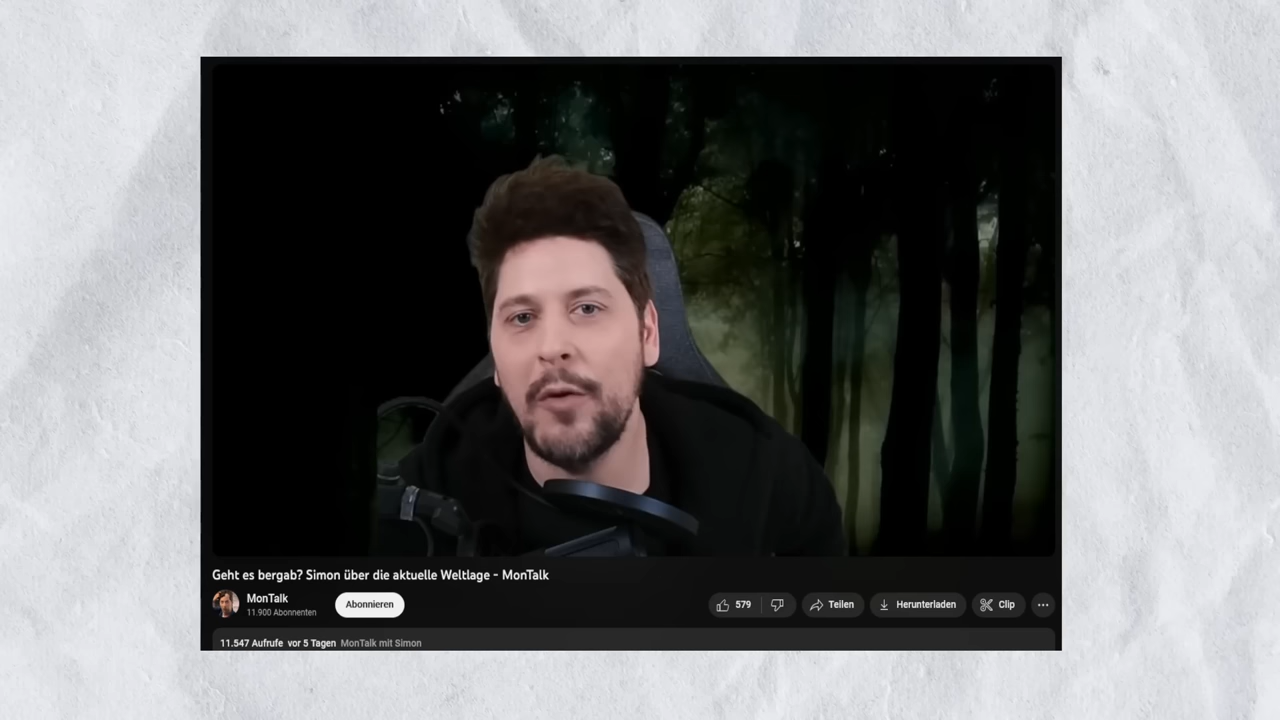 Geht es bergab? Simon über die aktuelle Weltlage - MonTalk
MonTalk
11.900 Abonnenten
Abonnieren
579
Teilen
Herunterladen
Clip
11.547 Aufrufe vor 5 Tagen MonTalk mit Simon